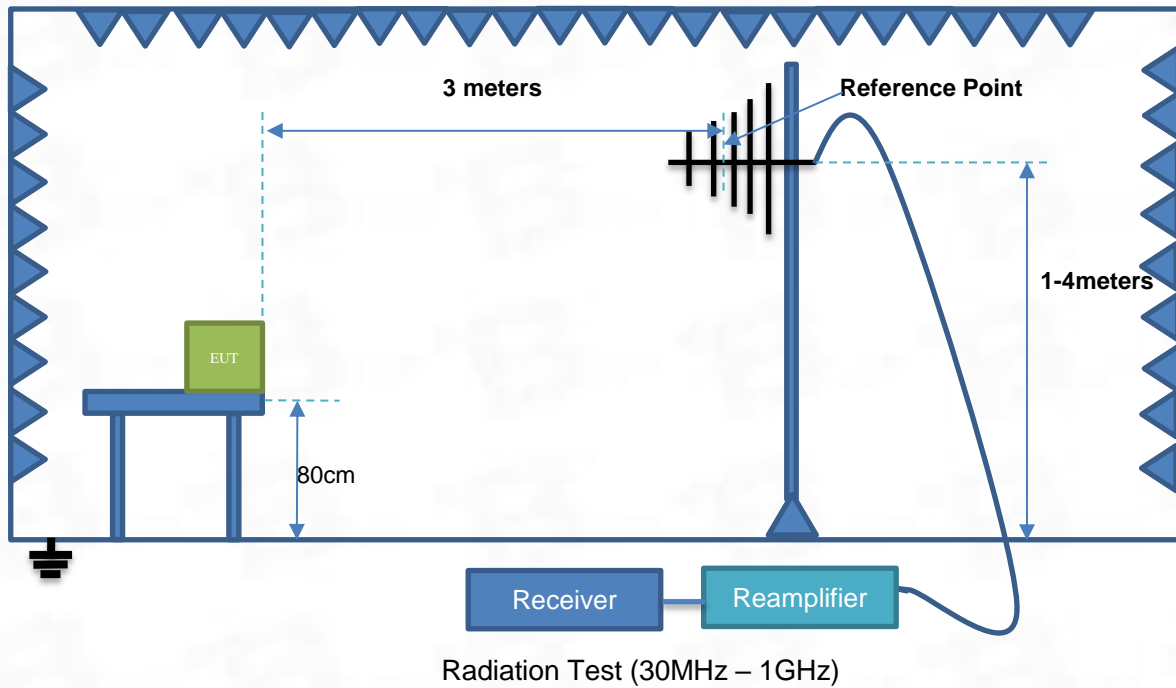 3 meters
Reference Point
1-4meters
EUT
80cm
Receiver
Reamplifier
Radiation Test (30MHz – 1GHz)